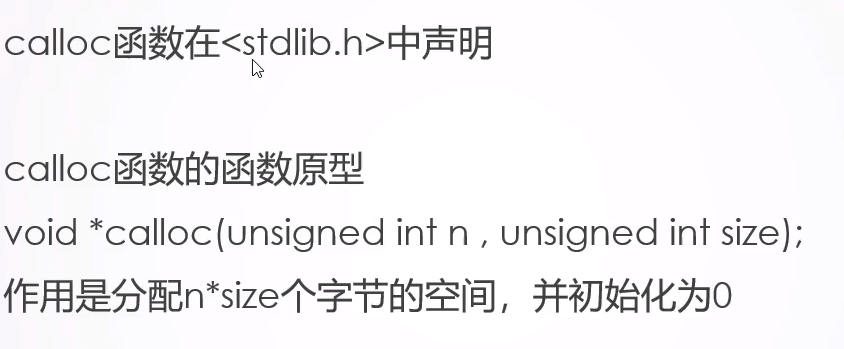 calloc函数在<stdlib.h>中声明
calloc函数的函数原型
void *calloc(unsigned int n , unsigned int size);
作用是分配n*size个字节的空间，并初始化为0